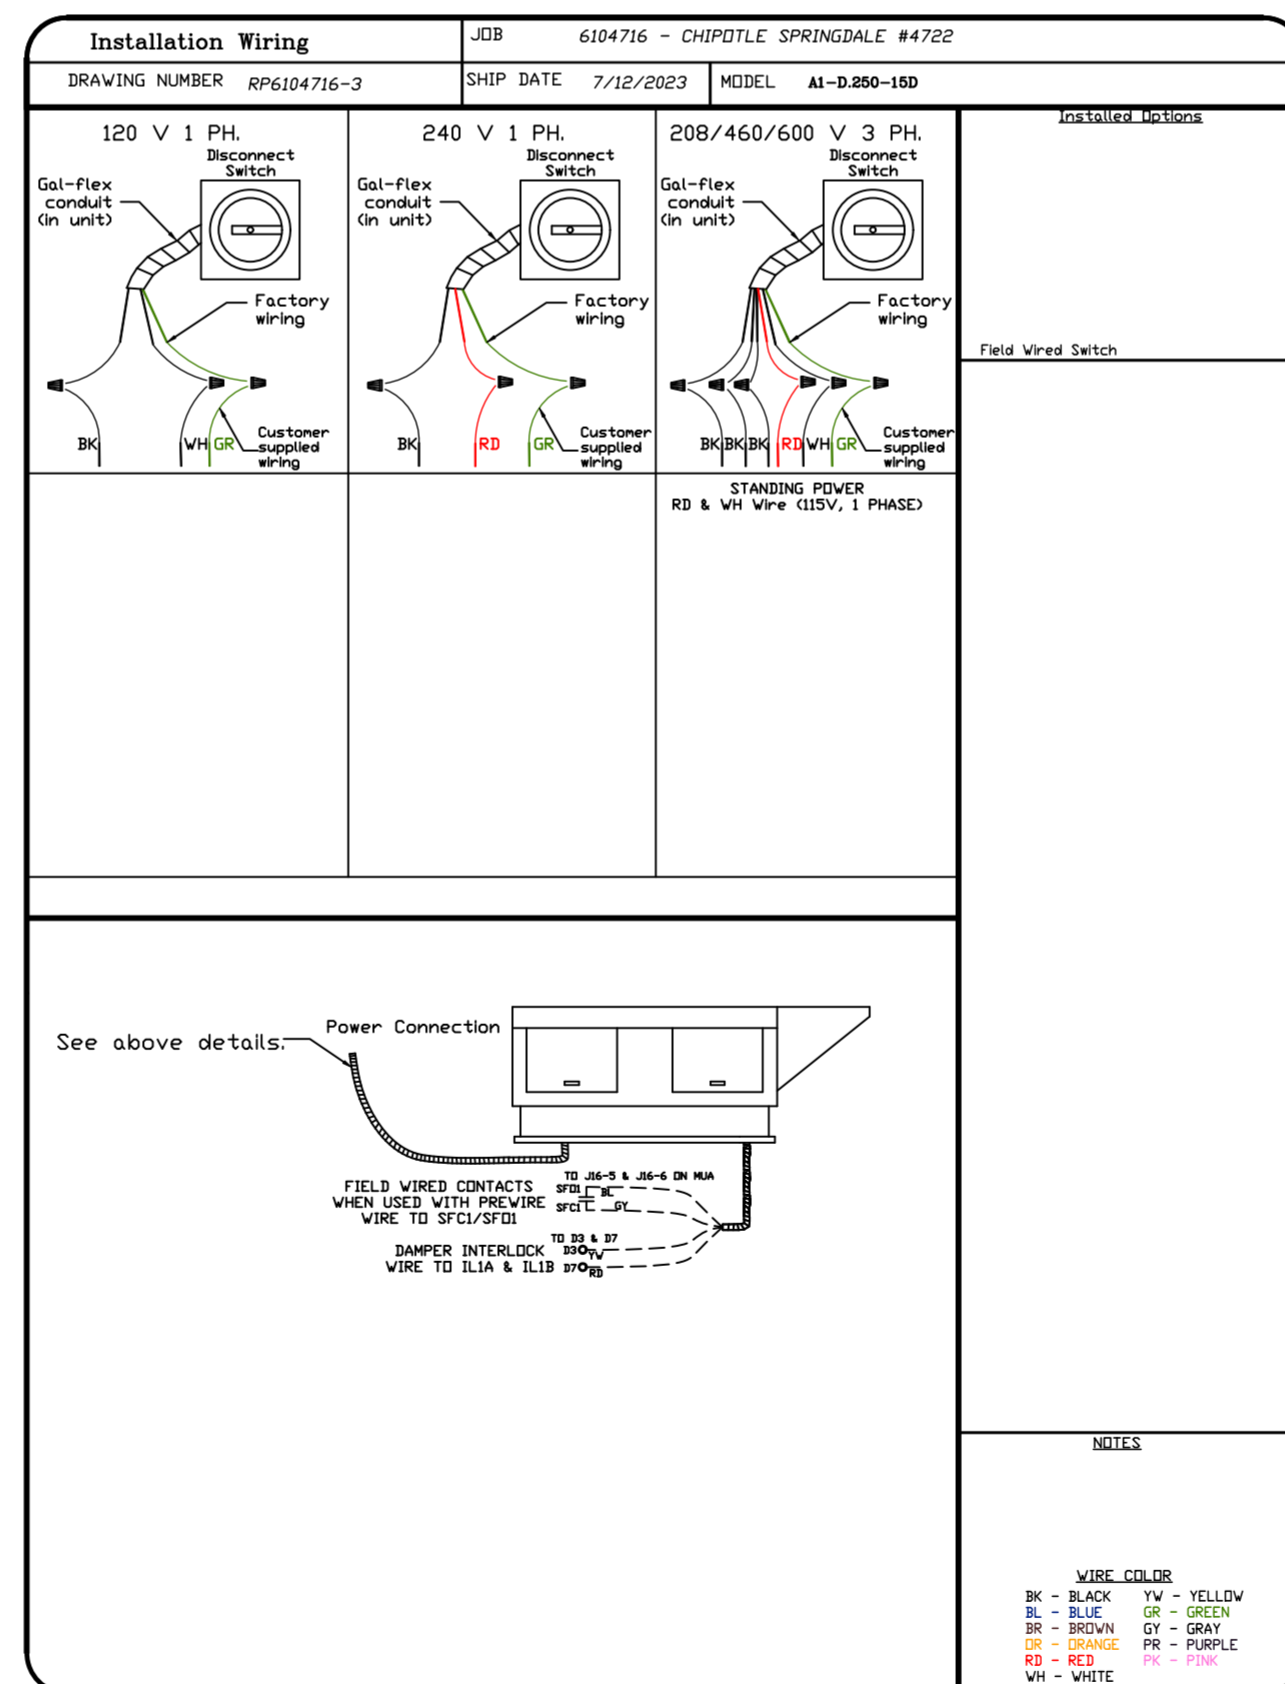 Installation Wiring
JOB 6104716 - CHIPOTLE SPRINGDALE #4722
DRAWING NUMBER RP6104716-3
SHIP DATE 7/12/2023
MODEL A1-D.250-15D
120 V 1 PH.
Disconnect
Switch
Gal-flex
conduit
(in unit)
Factory
wiring
BK
WH
GR
Customer
supplied
wiring
240 V 1 PH.
Disconnect
Switch
Gal-flex
conduit
(in unit)
Factory
wiring
BK
RD
GR
Customer
supplied
wiring
208/460/600 V 3 PH.
Disconnect
Switch
Gal-flex
conduit
(in unit)
Factory
wiring
BK
BK
BK
RD
WH
GR
Customer
supplied
wiring
STANDING POWER
RD & WH Wire (115V, 1 PHASE)
Installed Options
Field Wired Switch
See above details.
Power Connection
FIELD WIRED CONTACTS
WHEN USED WITH PREWIRE
WIRE TO SFC1/SFO1
TO J16-5 & J16-6 ON MUA
SFO1
BL
SFC1
GY
DAMPER INTERLOCK
WIRE TO IL1A & IL1B
TO D3 & D7
D3
YW
D7
RD
NOTES
WIRE COLOR
BK - BLACK YW - YELLOW
BL - BLUE GR - GREEN
BR - BROWN GY - GRAY
OR - ORANGE PR - PURPLE
RD - RED PK - PINK
WH - WHITE